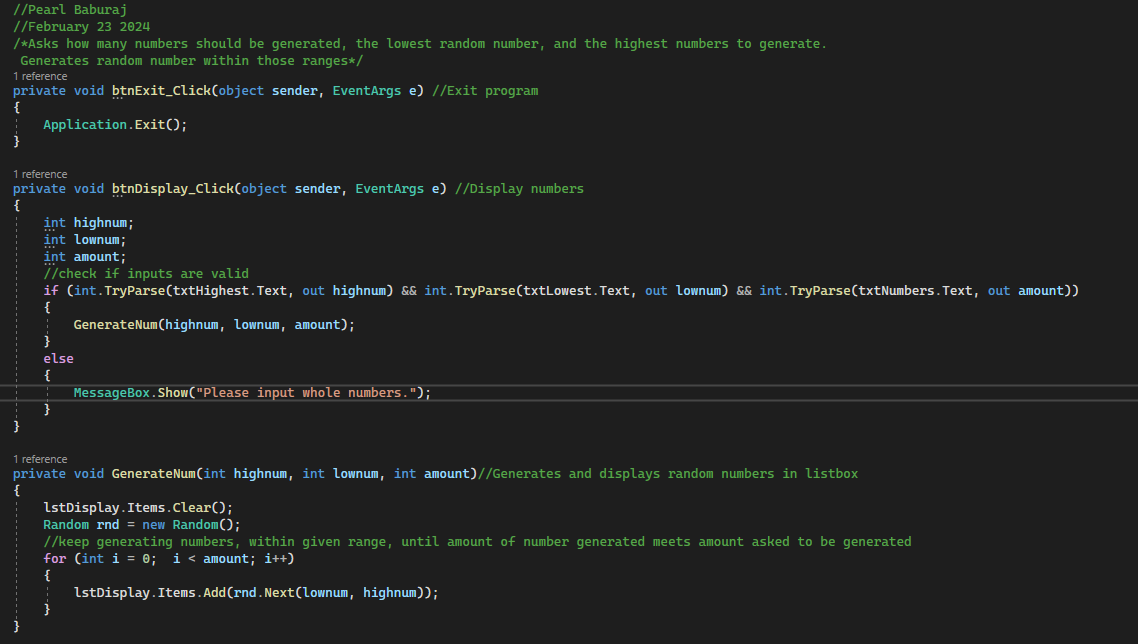 //Pearl Baburaj
//February 23 2024
/*Asks how many numbers should be generated, the lowest random number, and the highest numbers to generate.
 Generates random number within those ranges*/
1 reference
private void btnExit_Click(object sender, EventArgs e) //Exit program
{
    Application.Exit();
}

1 reference
private void btnDisplay_Click(object sender, EventArgs e) //Display numbers
{
    int highnum;
    int lownum;
    int amount;
    //check if inputs are valid
    if (int.TryParse(txtHighest.Text, out highnum) && int.TryParse(txtLowest.Text, out lownum) && int.TryParse(txtNumbers.Text, out amount))
    {
        GenerateNum(highnum, lownum, amount);
    }
    else
    {
        MessageBox.Show("Please input whole numbers.");
    }
}

1 reference
private void GenerateNum(int highnum, int lownum, int amount)//Generates and displays random numbers in listbox
{
    lstDisplay.Items.Clear();
    Random rnd = new Random();
    //keep generating numbers, within given range, until amount of number generated meets amount asked to be generated
    for (int i = 0;  i < amount; i++)
    {
        lstDisplay.Items.Add(rnd.Next(lownum, highnum));
    }
}